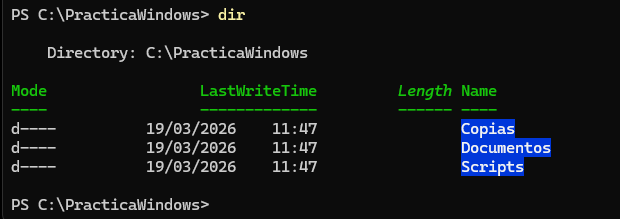 PS C:\PracticaWindows> dir
Directory: C:\PracticaWindows
Mode LastWriteTime Length Name
---- ------------- ------ ----
d---- 19/03/2026 11:47 Copias
d---- 19/03/2026 11:47 Documentos
d---- 19/03/2026 11:47 Scripts
PS C:\PracticaWindows>